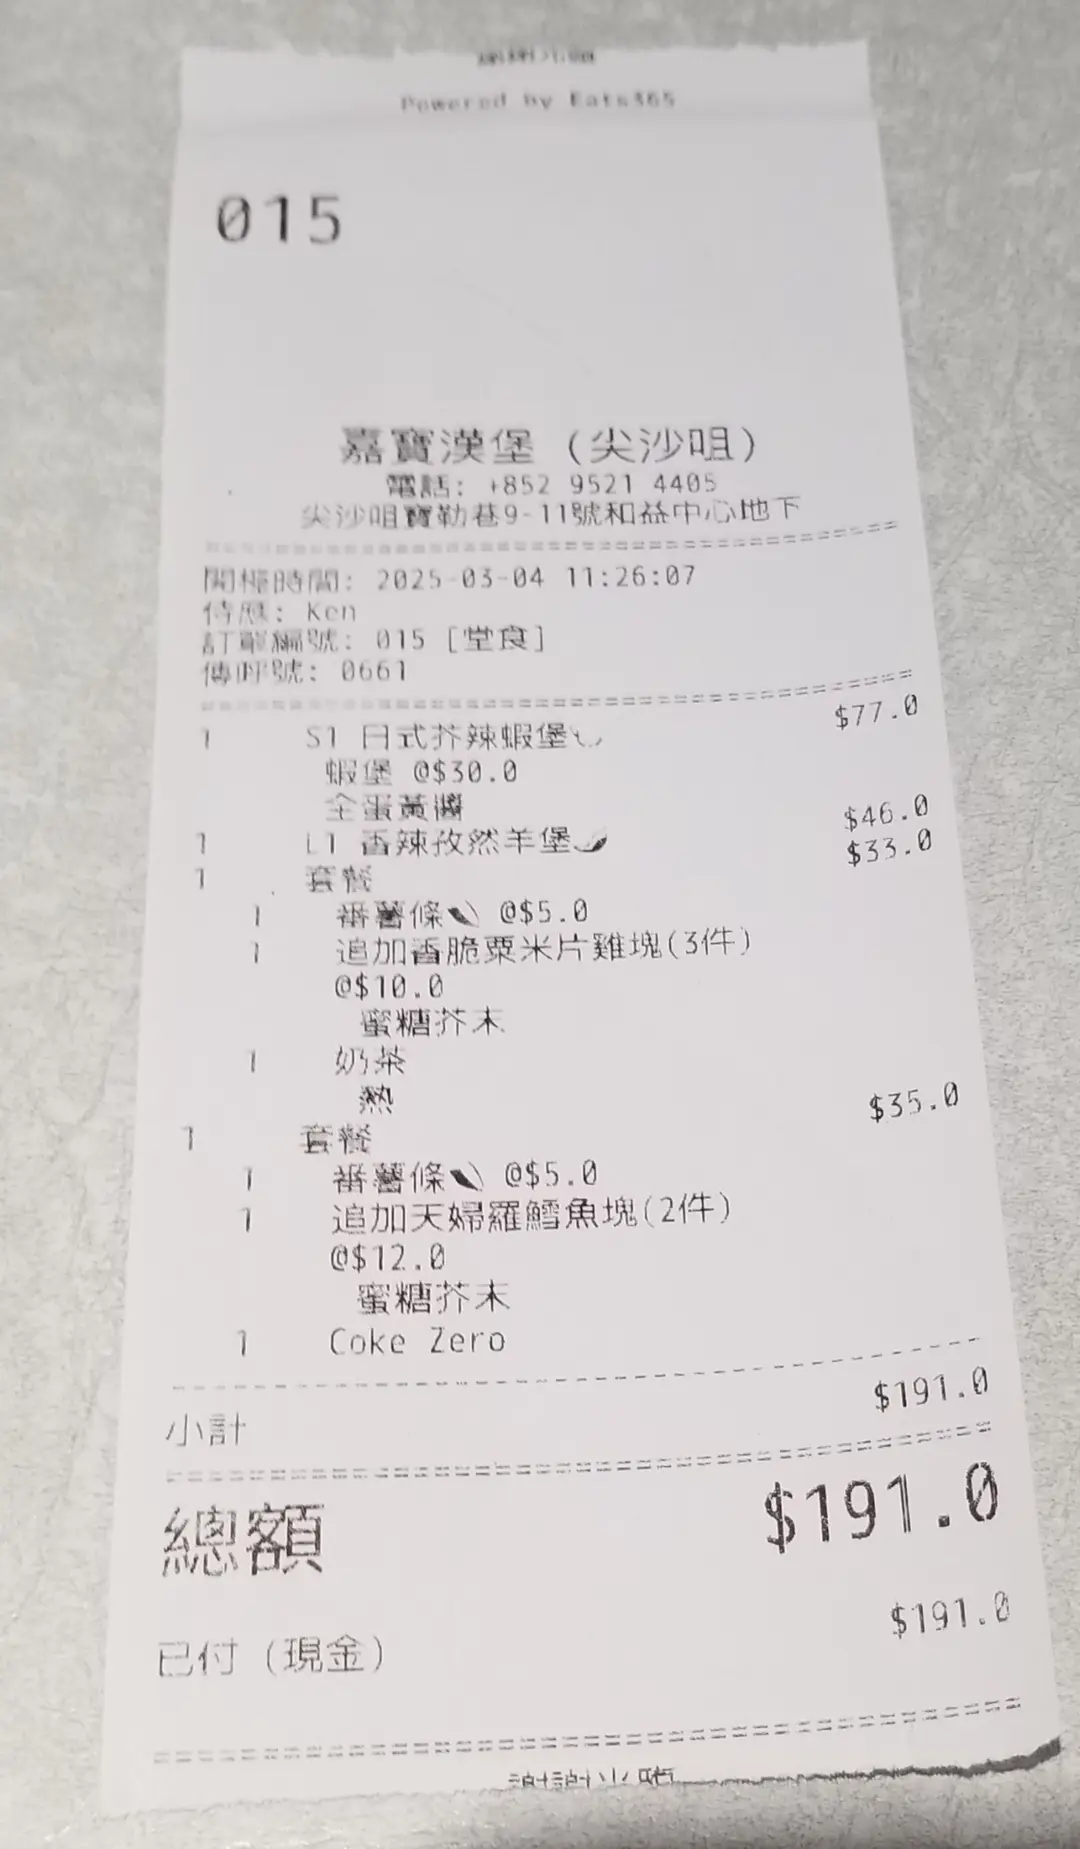 Powered by Eats365
015
嘉寶漢堡 (尖沙咀)
電話: +852 9521 4405
尖沙咀寶勒巷9-11號和益中心地下
開檯時間: 2025-03-04 11:26:07
侍應: Ken
訂單編號: 015 [堂食]
傳呼號: 0661
1 S1 日式芥辣蝦堡 $77.0
蝦堡 @$30.0
全蛋黃醬
1 L1 香辣孜然羊堡🌶 $46.0
1 套餐 $33.0
1 番薯條🍠 @$5.0
1 追加香脆粟米片雞塊(3件)
@$10.0
蜜糖芥末
1 奶茶
熱
1 套餐 $35.0
1 番薯條🍠 @$5.0
1 追加天婦羅鱈魚塊(2件)
@$12.0
蜜糖芥末
1 Coke Zero
小計 $191.0
總額 $191.0
已付 (現金) $191.0